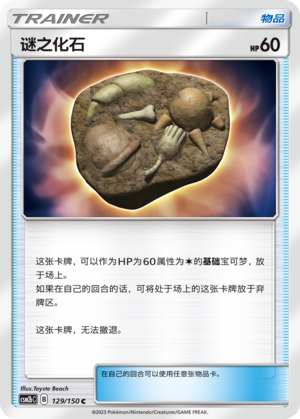 TRAINER
物品
谜之化石
HP60
这张卡牌，可以作为HP为60属性为✶的基础宝可梦，放
于场上。
如果在自己的回合的话，可将处于场上的这张卡牌放于弃
牌区。
这张卡牌，无法撤退。
Illus.Toyste Beach
CSM2b C B 129/150 C
在自己的回合可以使用任意张物品卡。
©2023 Pokémon/Nintendo/Creatures/GAME FREAK.